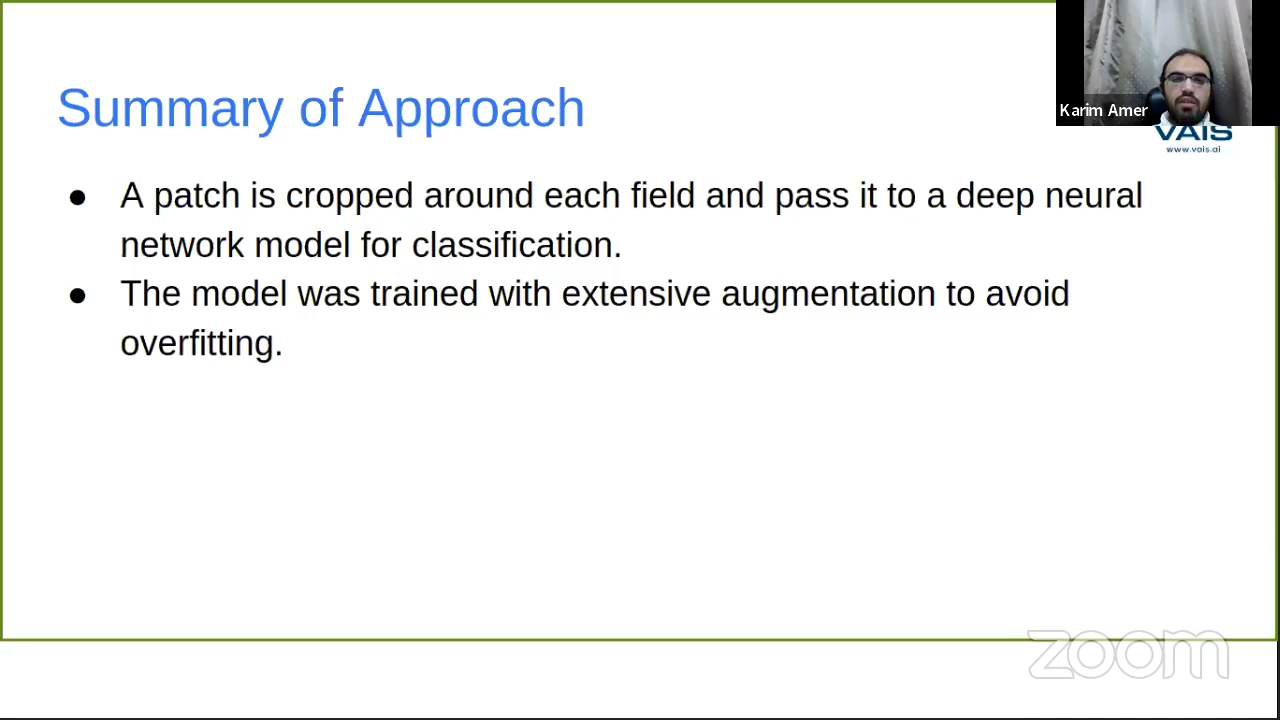 Summary of Approach
Karim Amer
VAIS
www.vais.ai
● A patch is cropped around each field and pass it to a deep neural
network model for classification.
● The model was trained with extensive augmentation to avoid
overfitting.
zoom